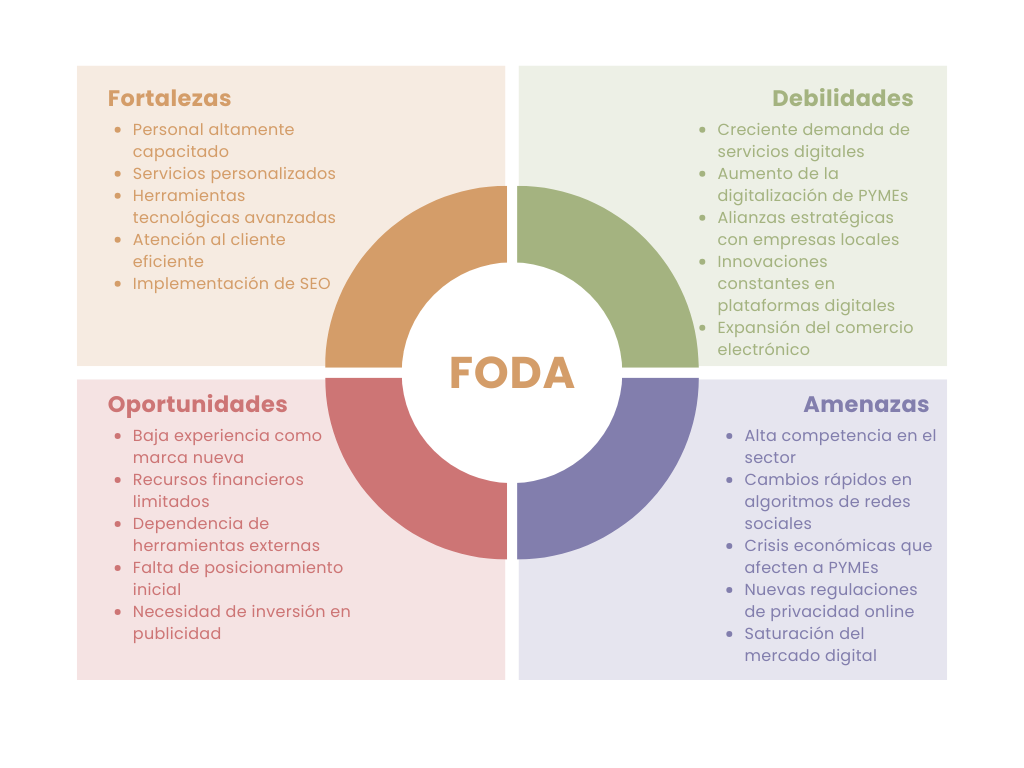 Fortalezas
• Personal altamente
capacitado
• Servicios personalizados
• Herramientas
tecnológicas avanzadas
• Atención al cliente
eficiente
• Implementación de SEO
Debilidades
• Creciente demanda de
servicios digitales
• Aumento de la
digitalización de PYMEs
• Alianzas estratégicas
con empresas locales
• Innovaciones
constantes en
plataformas digitales
• Expansión del comercio
electrónico
FODA
Oportunidades
• Baja experiencia como
marca nueva
• Recursos financieros
limitados
• Dependencia de
herramientas externas
• Falta de posicionamiento
inicial
• Necesidad de inversión en
publicidad
Amenazas
• Alta competencia en el
sector
• Cambios rápidos en
algoritmos de redes
sociales
• Crisis económicas que
afecten a PYMEs
• Nuevas regulaciones
de privacidad online
• Saturación del
mercado digital